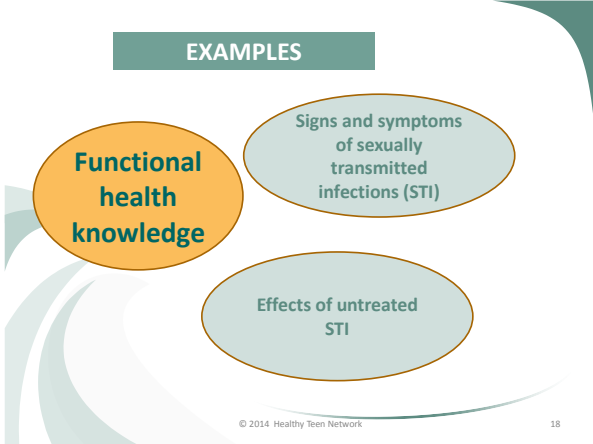 EXAMPLES
Signs and symptoms
of sexually
transmitted
infections (STI)
Functional
health
knowledge
Effects of untreated
STI
© 2014 Healthy Teen Network
18